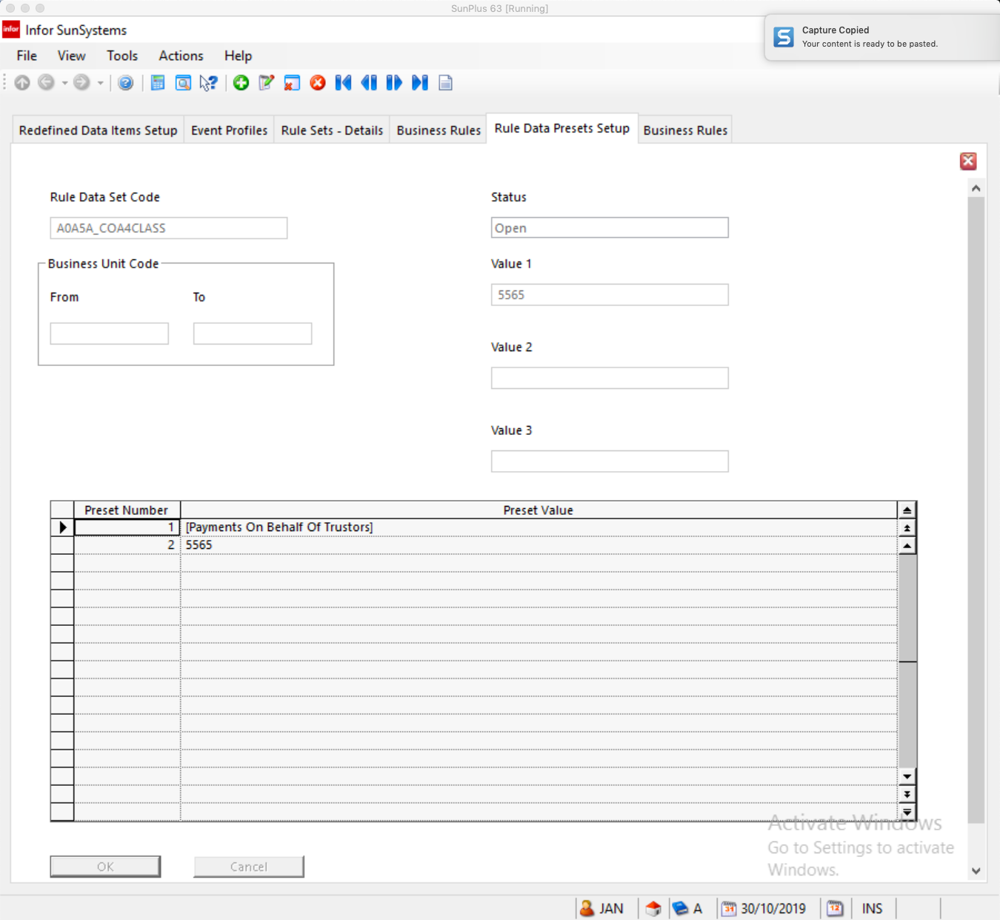 SunPlus 63 [Running]
infor Infor SunSystems
Capture Copied
Your content is ready to be pasted.
File View Tools Actions Help
Redefined Data Items Setup Event Profiles Rule Sets - Details Business Rules Rule Data Presets Setup Business Rules
Rule Data Set Code
Status
A0A5A_COA4CLASS
Open
Business Unit Code
Value 1
From To
5565
Value 2
Value 3
Preset Number Preset Value
1 [Payments On Behalf Of Trustors]
2 5565
Activate Windows
Go to Settings to activate
Windows.
OK Cancel
JAN A 31 30/10/2019 12 INS